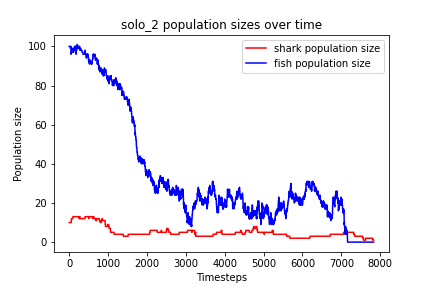 solo_2 population sizes over time
shark population size
fish population size
Population size
100
80
60
40
20
0
0 1000 2000 3000 4000 5000 6000 7000 8000
Timesteps